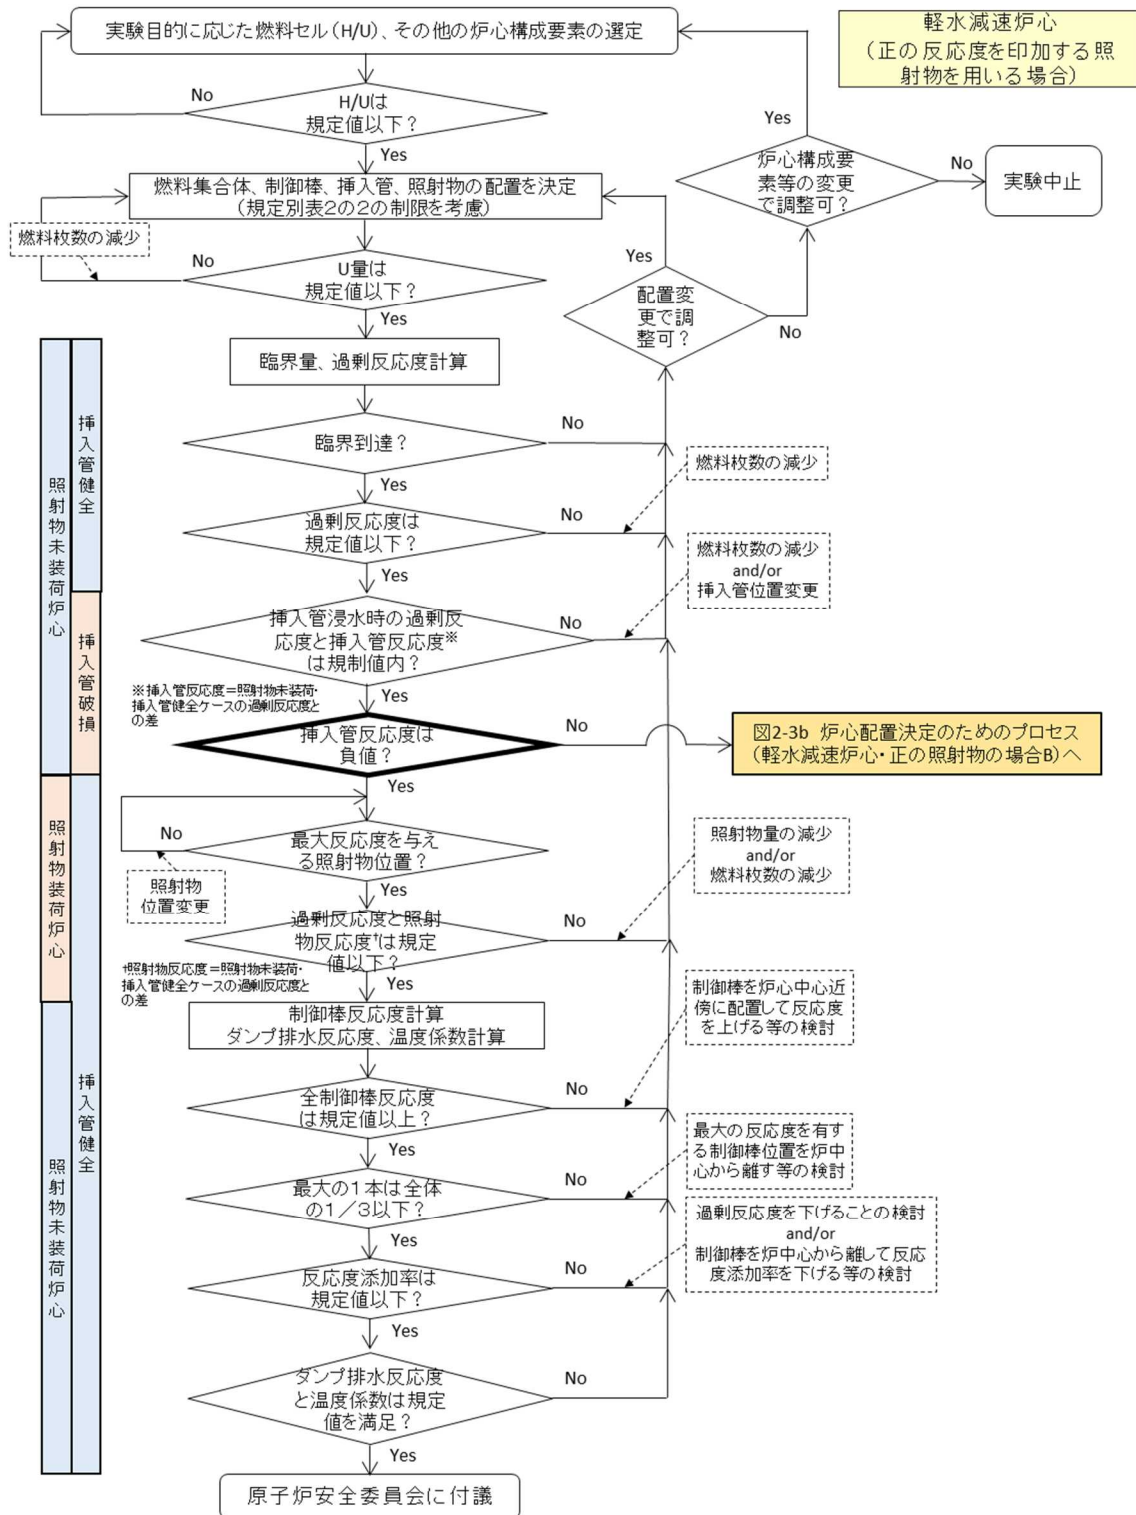 実験目的に応じた燃料セル(H/U)、その他の炉心構成要素の選定
軽水減速炉心
(正の反応度を印加する照
射物を用いる場合)
No
H/Uは
規定値以下?
Yes
Yes
炉心構成要
素等の変更
で調整可?
No
実験中止
燃料集合体、制御棒、挿入管、照射物の配置を決定
(規定別表2の2の制限を考慮)
燃料枚数の減少
No
U量は
規定値以下?
Yes
Yes
配置変
更で調
整可?
No
臨界量、過剰反応度計算
臨界到達?
No
Yes
燃料枚数の減少
過剰反応度は
規定値以下?
No
Yes
燃料枚数の減少
and/or
挿入管位置変更
挿入管浸水時の過剰反
応度と挿入管反応度※
は規制値内?
No
Yes
※挿入管反応度=照射物未装荷・
挿入管健全ケースの過剰反応度と
の差
挿入管反応度は
負値?
No
図2-3b 炉心配置決定のためのプロセス
(軽水減速炉心・正の照射物の場合B)へ
Yes
No
最大反応度を与え
る照射物位置?
照射物
位置変更
Yes
照射物量の減少
and/or
燃料枚数の減少
過剰反応度と照射
物反応度†は規定
値以下?
No
Yes
†照射物反応度=照射物未装荷・
挿入管健全ケースの過剰反応度と
の差
制御棒反応度計算
ダンプ排水反応度、温度係数計算
制御棒を炉心中心近
傍に配置して反応度
を上げる等の検討
全制御棒反応度
は規定値以上?
No
Yes
最大の反応度を有す
る制御棒位置を炉中
心から離す等の検討
最大の1本は全体
の1/3以下?
No
Yes
過剰反応度を下げることの検討
and/or
制御棒を炉中心から離して反応
度添加率を下げる等の検討
反応度添加率は
規定値以下?
No
Yes
ダンプ排水反応度
と温度係数は規定
値を満足?
No
Yes
原子炉安全委員会に付議
照射物未装荷炉心
挿入管健全
挿入管破損
照射物装荷炉心
挿入管健全
照射物未装荷炉心